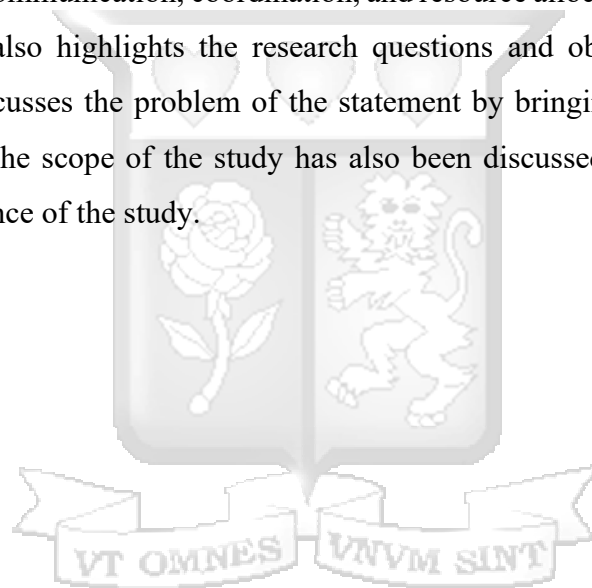 communication, coordination, and resource alloc
also highlights the research questions and ob
cusses the problem of the statement by bringi
he scope of the study has also been discussed
nce of the study.
VT OMNES VNVM SINT